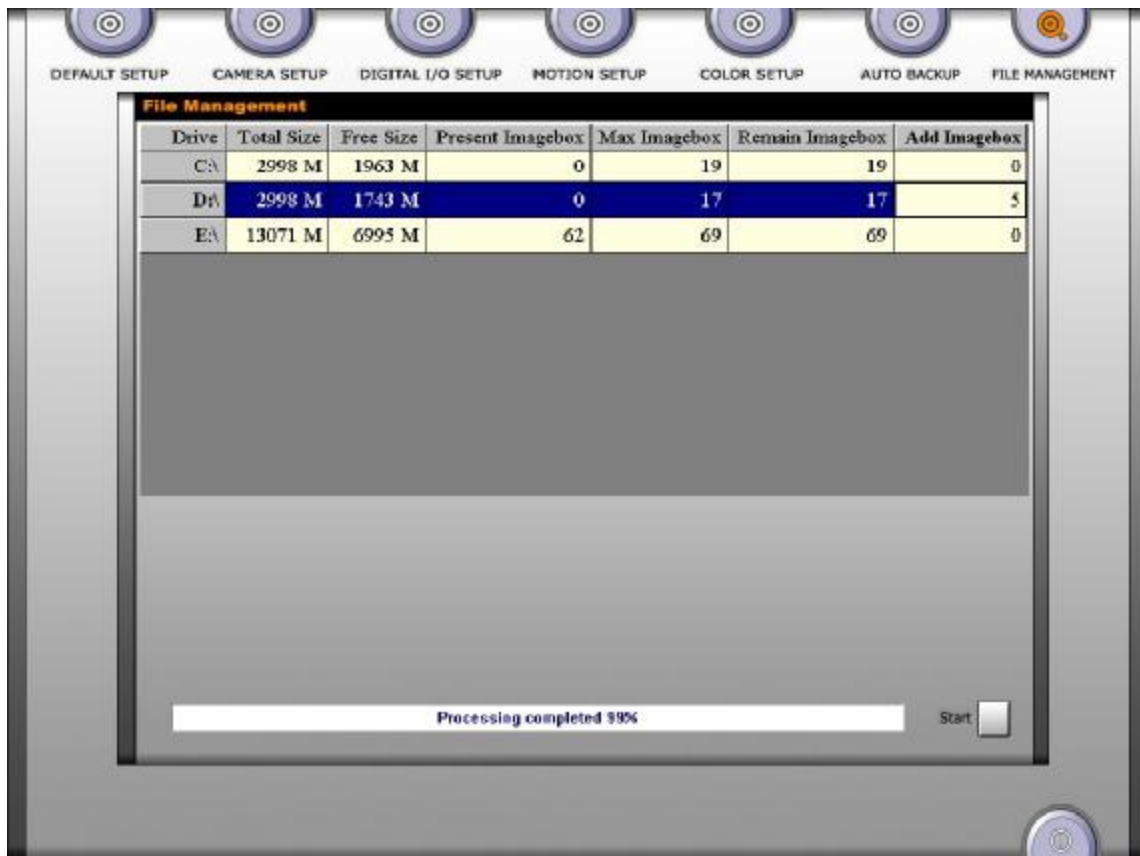 DEFAULT SETUP CAMERA SETUP DIGITAL I/O SETUP MOTION SETUP COLOR SETUP AUTO BACKUP FILE MANAGEMENT
File Management
Drive Total Size Free Size Present Imagebox Max Imagebox Remain Imagebox Add Imagebox
C:\ 2998 M 1963 M 0 19 19 0
D:\ 2998 M 1743 M 0 17 17 5
E:\ 13071 M 6995 M 62 69 69 0
Processing completed 99% Start